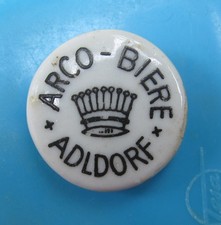 ARCO - BIERE
+ ADLDORF +